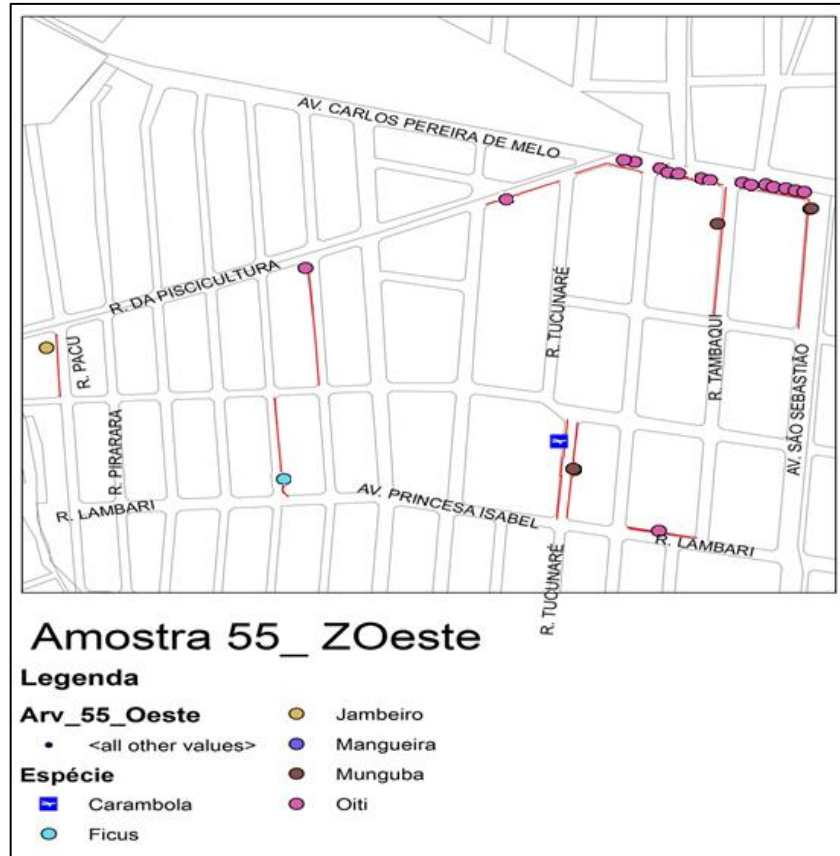 AV. CARLOS PEREIRA DE MELO
R. DA PISCICULTURA
R. TUCUNARÉ
R. PACU
R. TAMBAQUI
AV. SÃO SEBASTIÃO
R. PIRARARA
R. LAMBARI
AV. PRINCESA ISABEL
R. LAMBARI
R. TUCUNARÉ
Amostra 55_ ZOeste
Legenda
Arv_55_Oeste
<all other values>
Espécie
Carambola
Ficus
Jambeiro
Mangueira
Munguba
Oiti